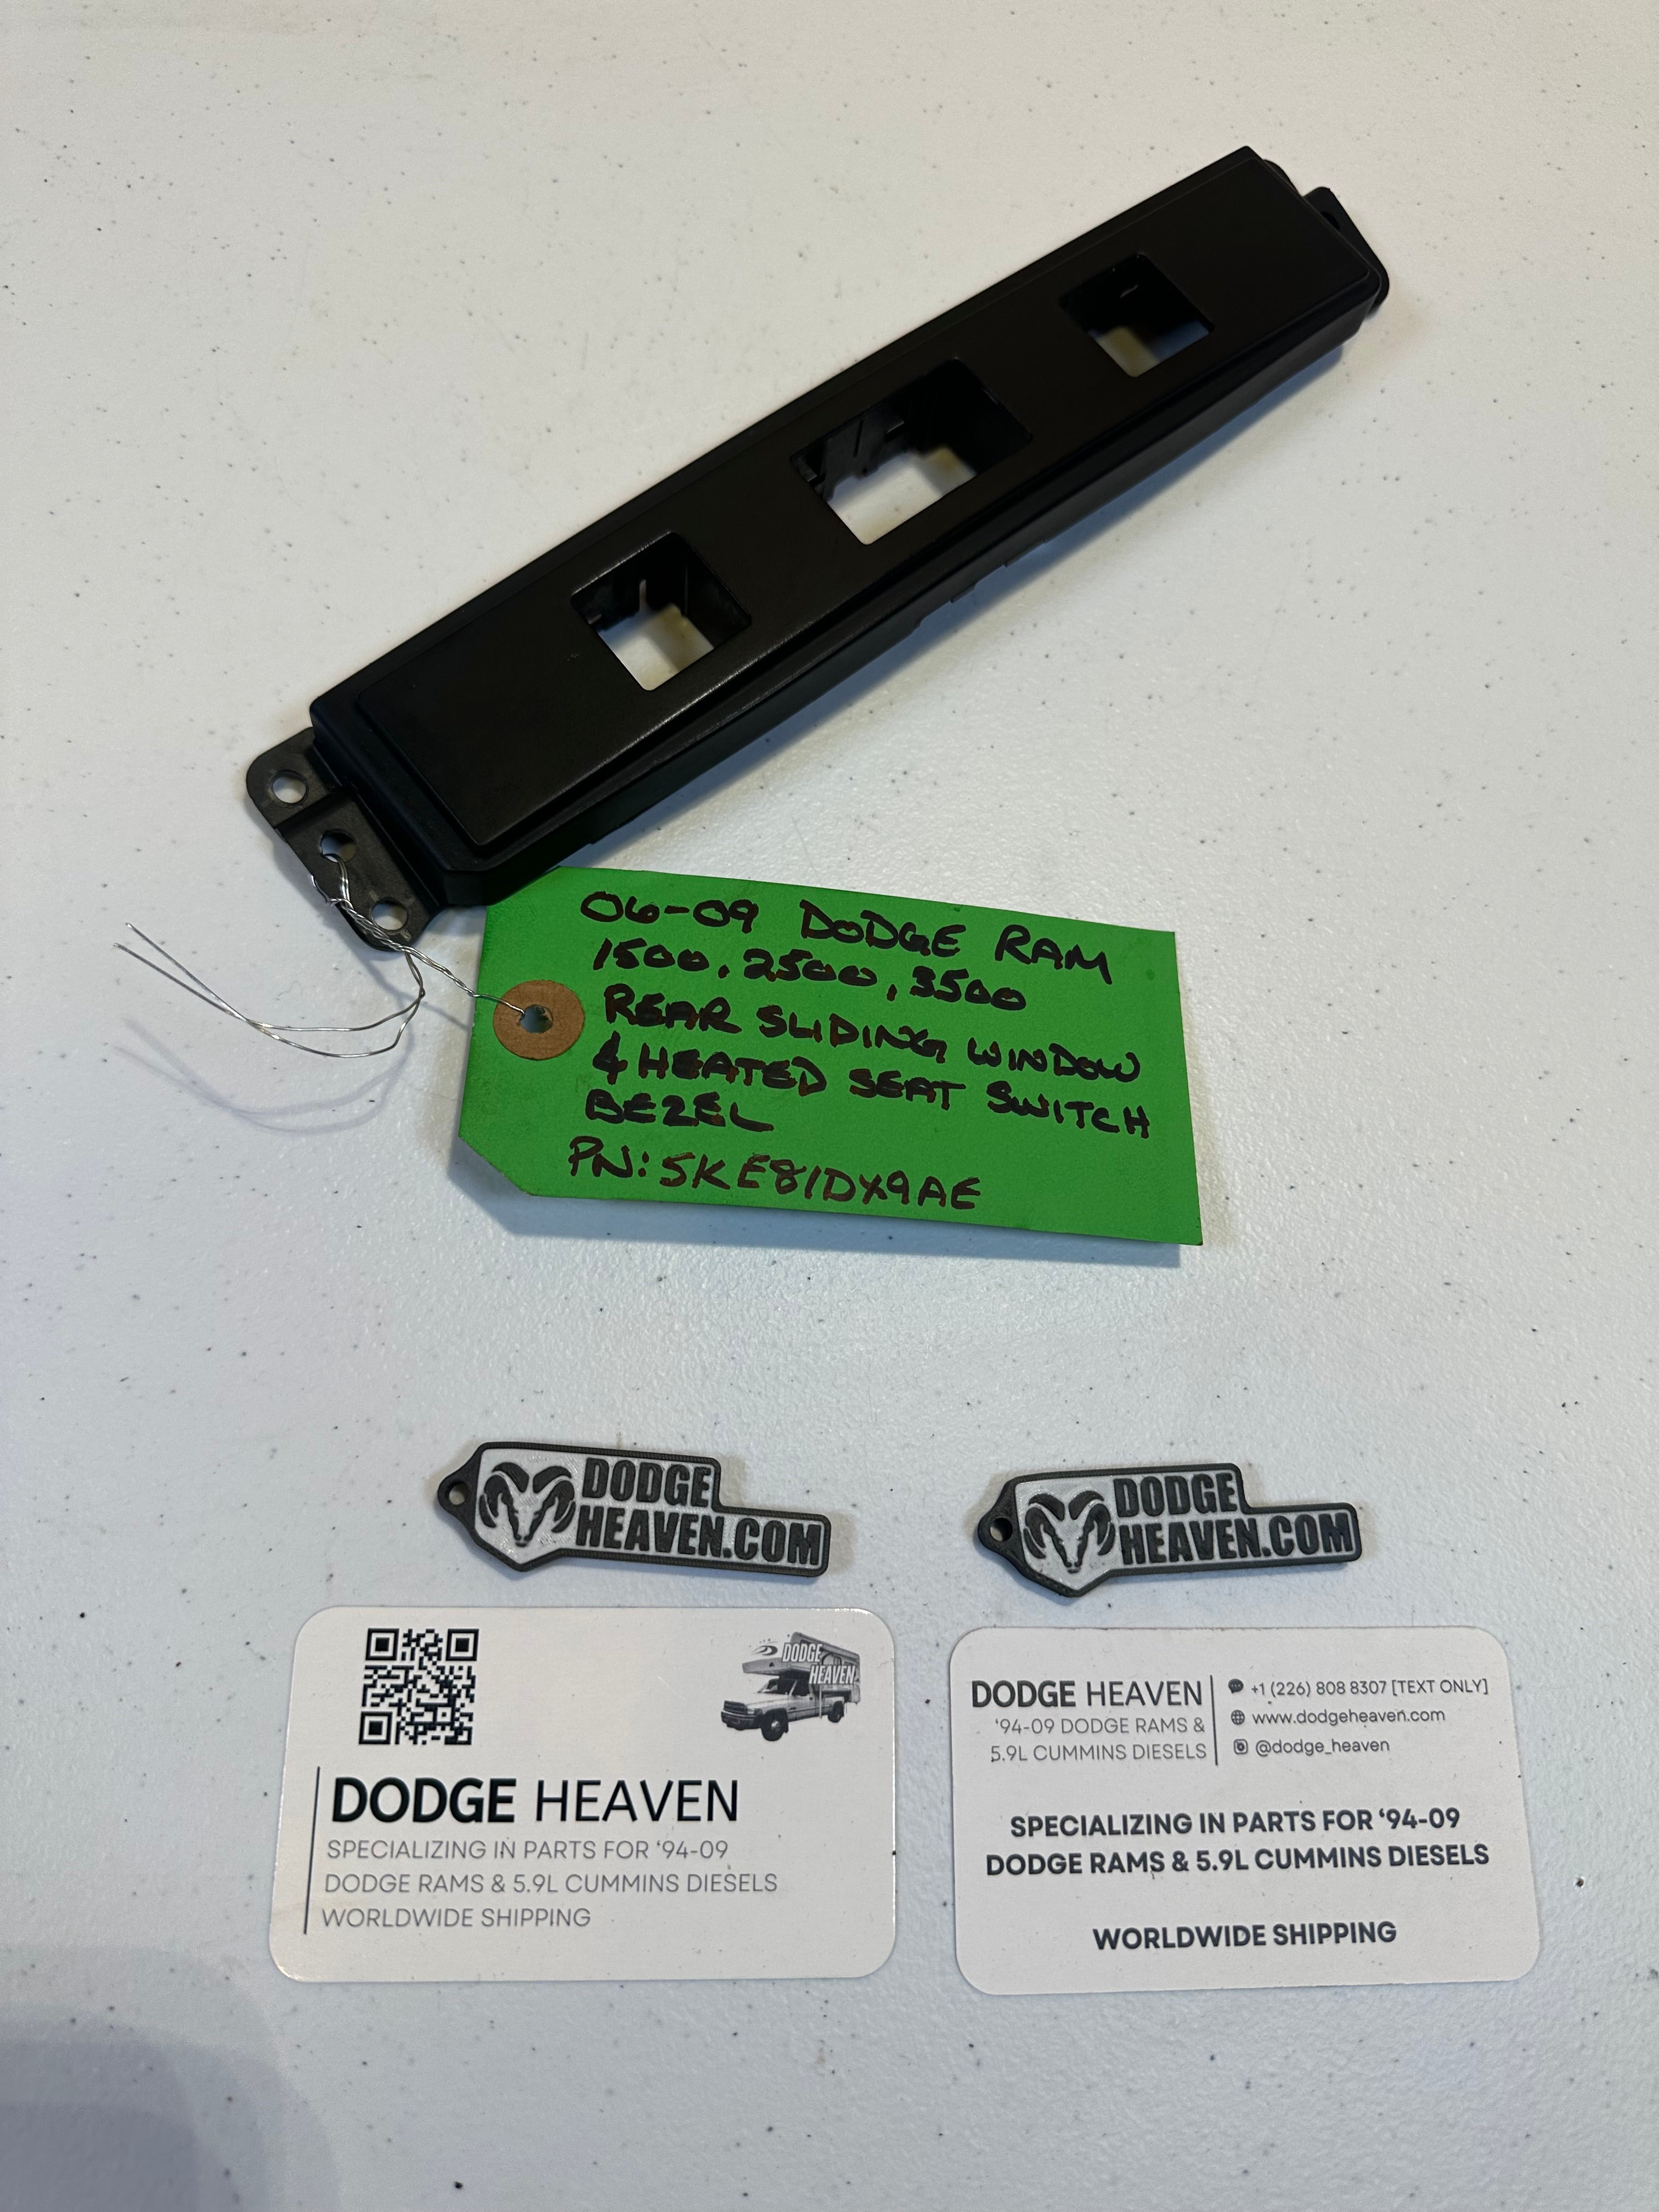 06-09 DODGE RAM
1500, 2500, 3500
REAR SLIDING WINDOW
& HEATED SEAT SWITCH
BEZEL
PN: 5KE81DX9AE
DODGE
HEAVEN.COM
DODGE
HEAVEN.COM
DODGE
HEAVEN
DODGE HEAVEN
SPECIALIZING IN PARTS FOR ‘94-09
DODGE RAMS & 5.9L CUMMINS DIESELS
WORLDWIDE SHIPPING
DODGE HEAVEN
‘94-09 DODGE RAMS &
5.9L CUMMINS DIESELS
+1 (226) 808 8307 [TEXT ONLY]
www.dodgeheaven.com
@dodge_heaven
SPECIALIZING IN PARTS FOR ‘94-09
DODGE RAMS & 5.9L CUMMINS DIESELS
WORLDWIDE SHIPPING